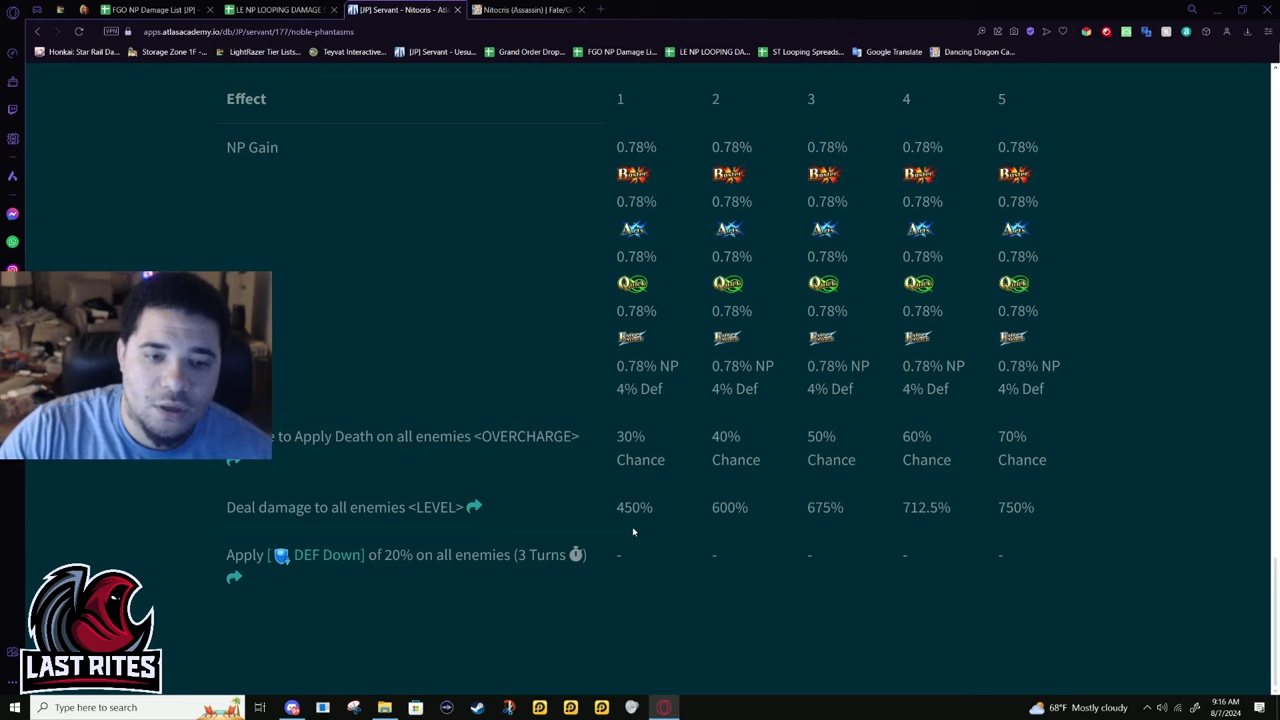 FGO NP Damage List [JP]
LE NP LOOPING DAMAGE
[JP] Servant - Nitocris - Atl
Nitocris (Assassin) | Fate/G
VPN
apps.atlasacademy.io/db/JP/servant/177/noble-phantasms
Honkai: Star Rail Da...
Storage Zone 1F-...
LightRazer Tier Lists...
Teyvat Interactive...
[JP] Servant - Uesu...
Grand Order Drop...
FGO NP Damage Li...
LE NP LOOPING DA...
ST Looping Spreads...
Google Translate
Dancing Dragon Ca...
Effect 1 2 3 4 5
NP Gain 0.78% 0.78% 0.78% 0.78% 0.78%
Buster Buster Buster Buster Buster
0.78% 0.78% 0.78% 0.78% 0.78%
Arts Arts Arts Arts Arts
0.78% 0.78% 0.78% 0.78% 0.78%
Quick Quick Quick Quick Quick
0.78% 0.78% 0.78% 0.78% 0.78%
0.78% NP 0.78% NP 0.78% NP 0.78% NP 0.78% NP
4% Def 4% Def 4% Def 4% Def 4% Def
to Apply Death on all enemies <OVERCHARGE> 30% 40% 50% 60% 70%
Chance Chance Chance Chance Chance
Deal damage to all enemies <LEVEL> 450% 600% 675% 712.5% 750%
Apply [ DEF Down] of 20% on all enemies (3 Turns ) - - - - -
LAST RITES
Type here to search
68°F Mostly cloudy
9:16 AM
8/7/2024